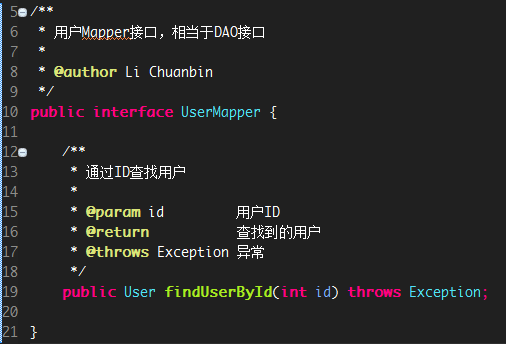 5 /**
6  * 用户Mapper接口，相当于DAO接口
7  *
8  * @author Li Chuanbin
9  */
10 public interface UserMapper {
11
12     /**
13      * 通过ID查找用户
14      *
15      * @param id         用户ID
16      * @return           查找到的用户
17      * @throws Exception 异常
18      */
19     public User findUserById(int id) throws Exception;
20
21 }